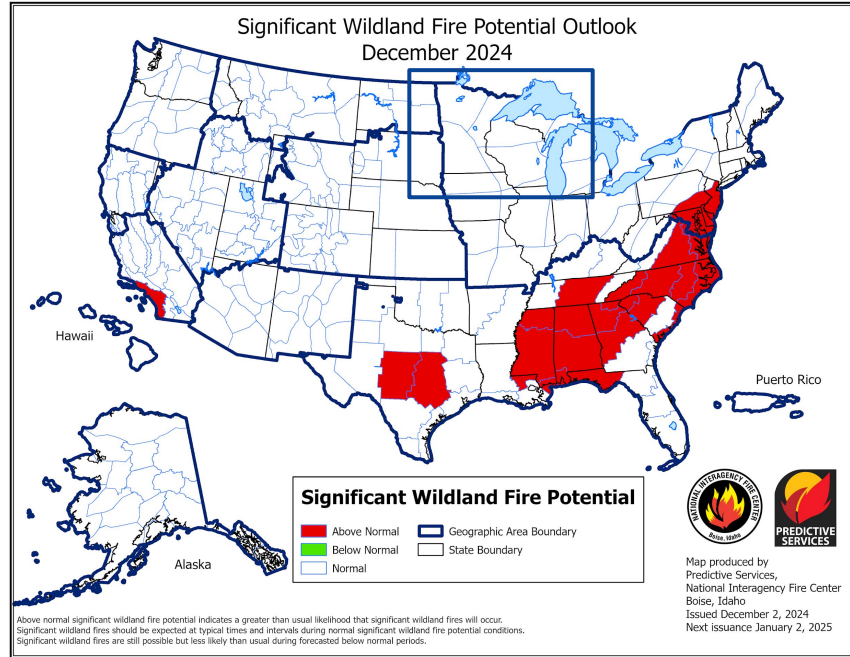 Significant Wildland Fire Potential Outlook
December 2024
Hawaii
Puerto Rico
Alaska
Significant Wildland Fire Potential
Above Normal
Below Normal
Normal
Geographic Area Boundary
State Boundary
NATIONAL INTERAGENCY FIRE CENTER
Boise, Idaho
PREDICTIVE
SERVICES
Map produced by
Predictive Services,
National Interagency Fire Center
Boise, Idaho
Issued December 2, 2024
Next issuance January 2, 2025
Above normal significant wildland fire potential indicates a greater than usual likelihood that significant wildland fires will occur.
Significant wildland fires should be expected at typical times and intervals during normal significant wildland fire potential conditions.
Significant wildland fires are still possible but less likely than usual during forecasted below normal periods.